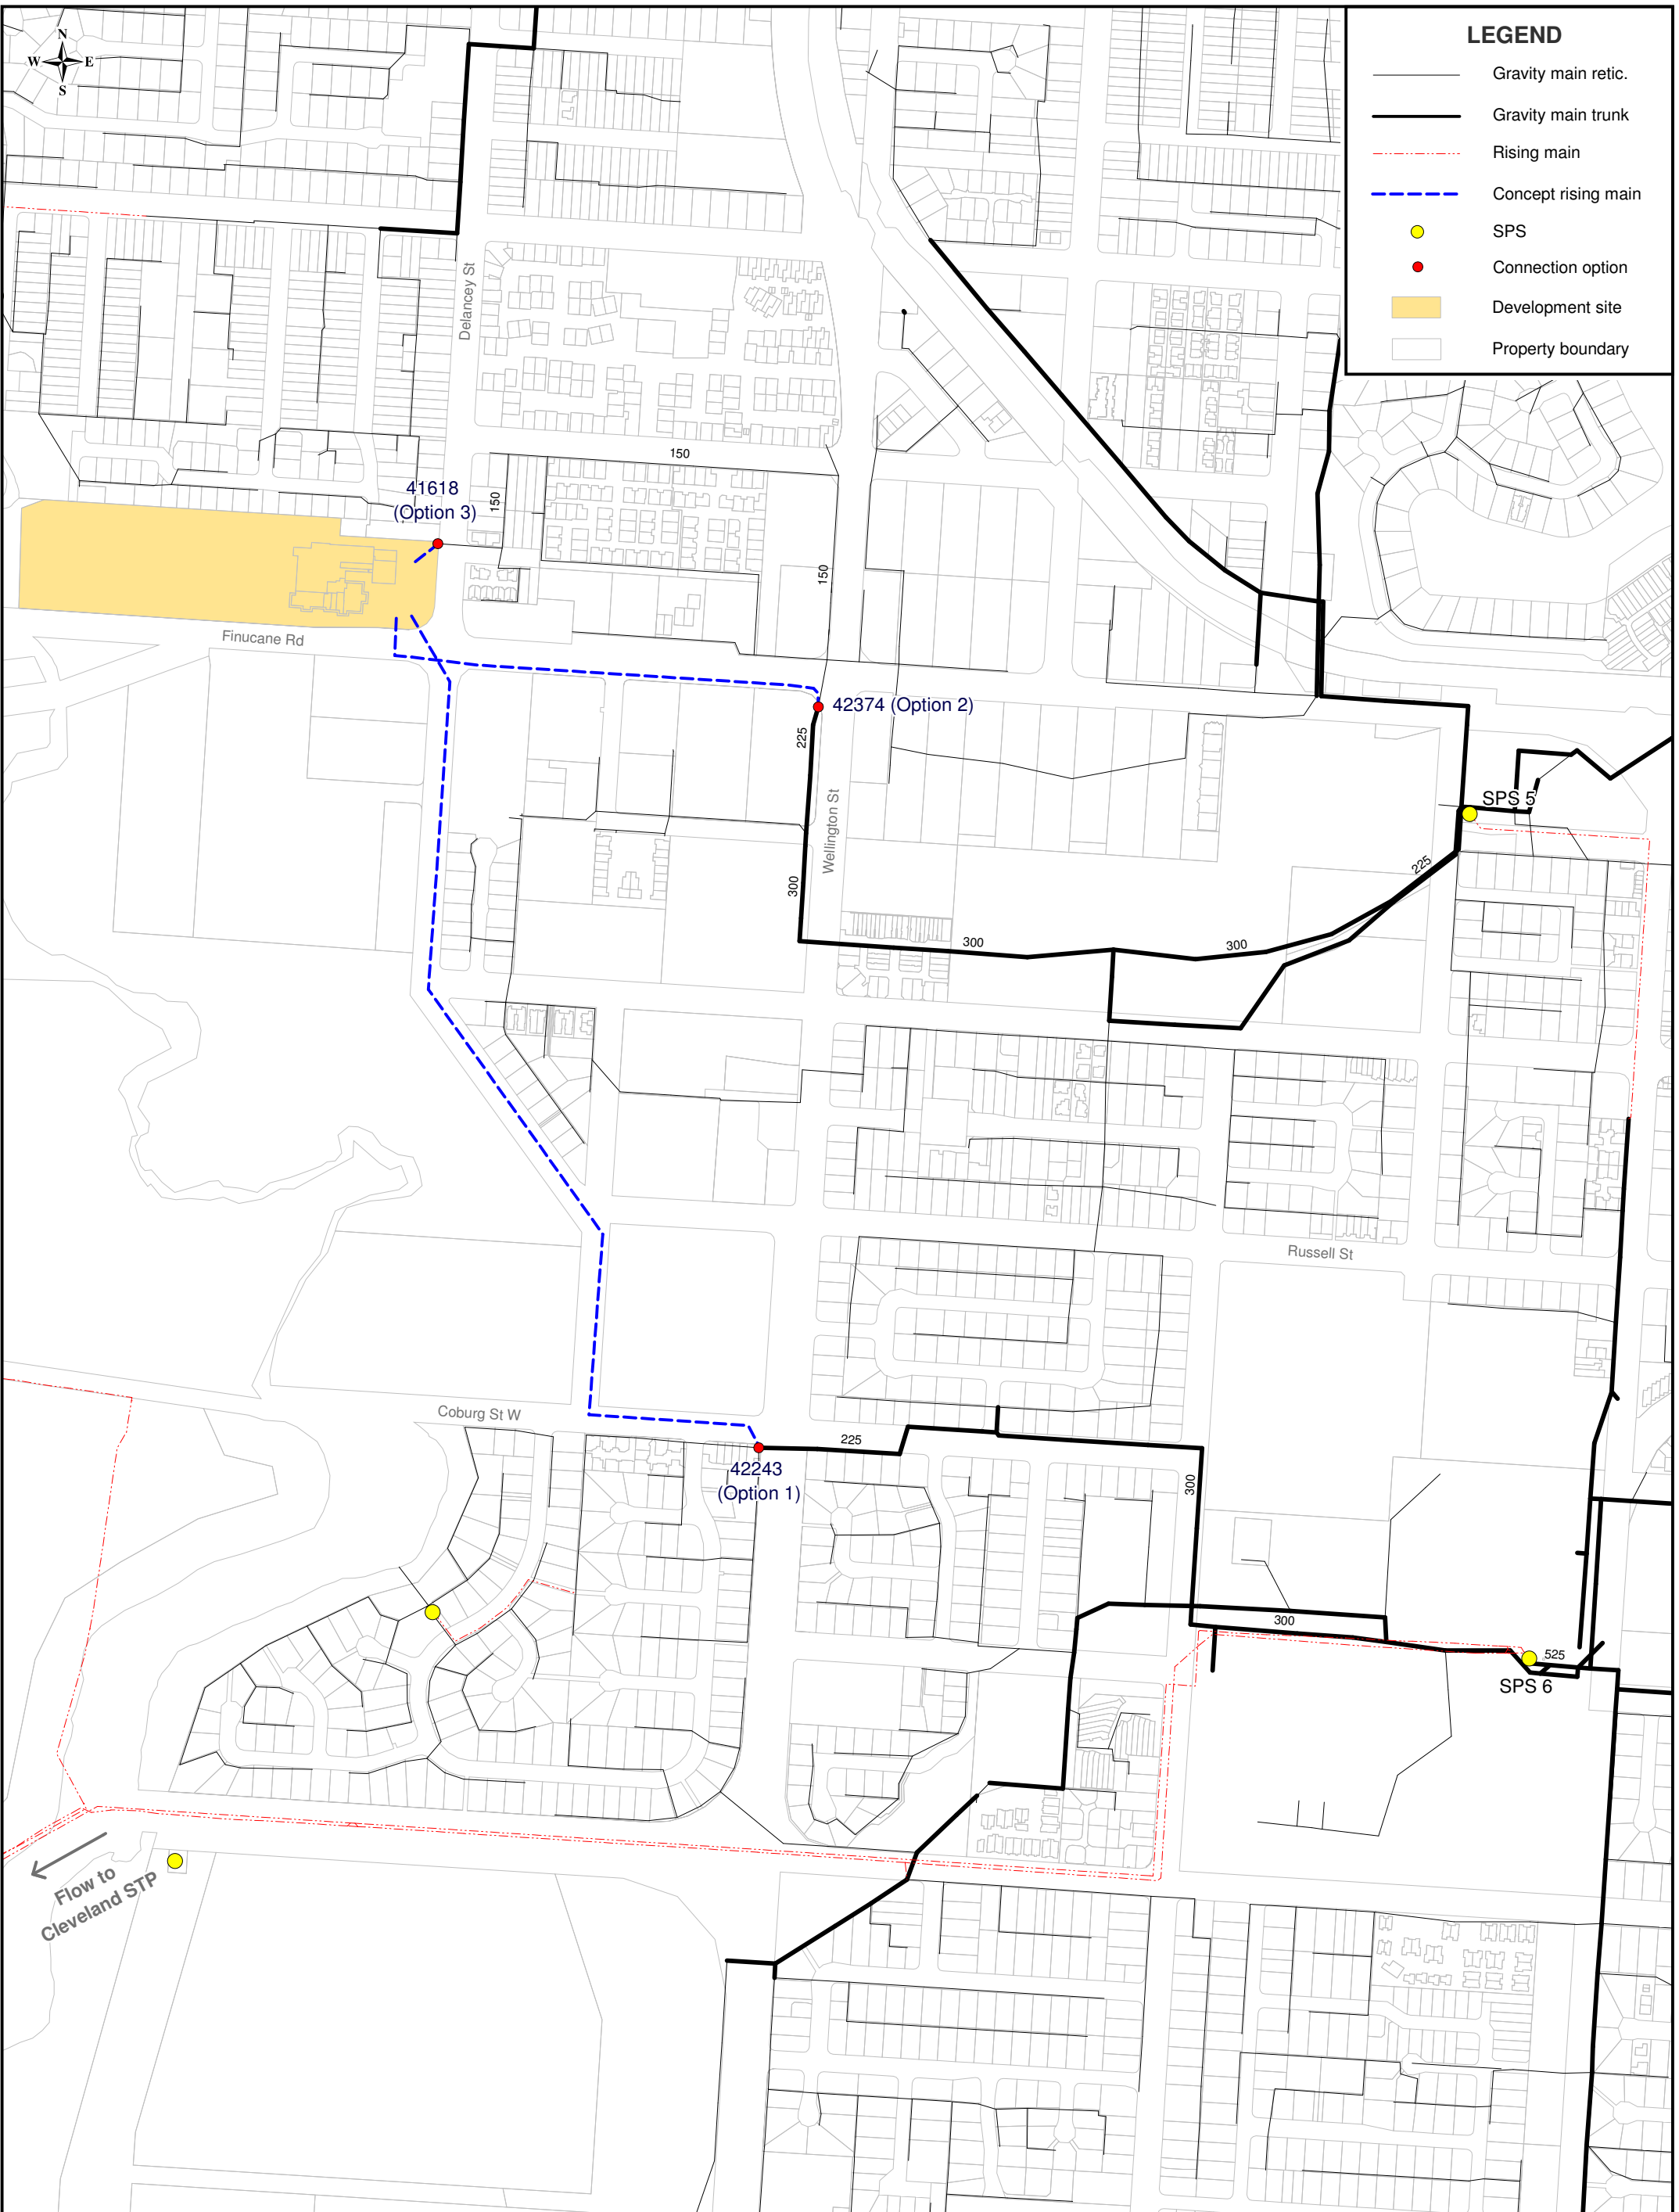 LEGEND
Gravity main retic.
Gravity main trunk
Rising main
Concept rising main
SPS
Connection option
Development site
Property boundary
N
W E
S
Delancey St
150
41618
(Option 3)
150
150
Finucane Rd
42374 (Option 2)
225
Wellington St
SPS 5
225
300
300
300
Russell St
Coburg St W
225
42243
(Option 1)
300
300
525
SPS 6
Flow to
Cleveland STP